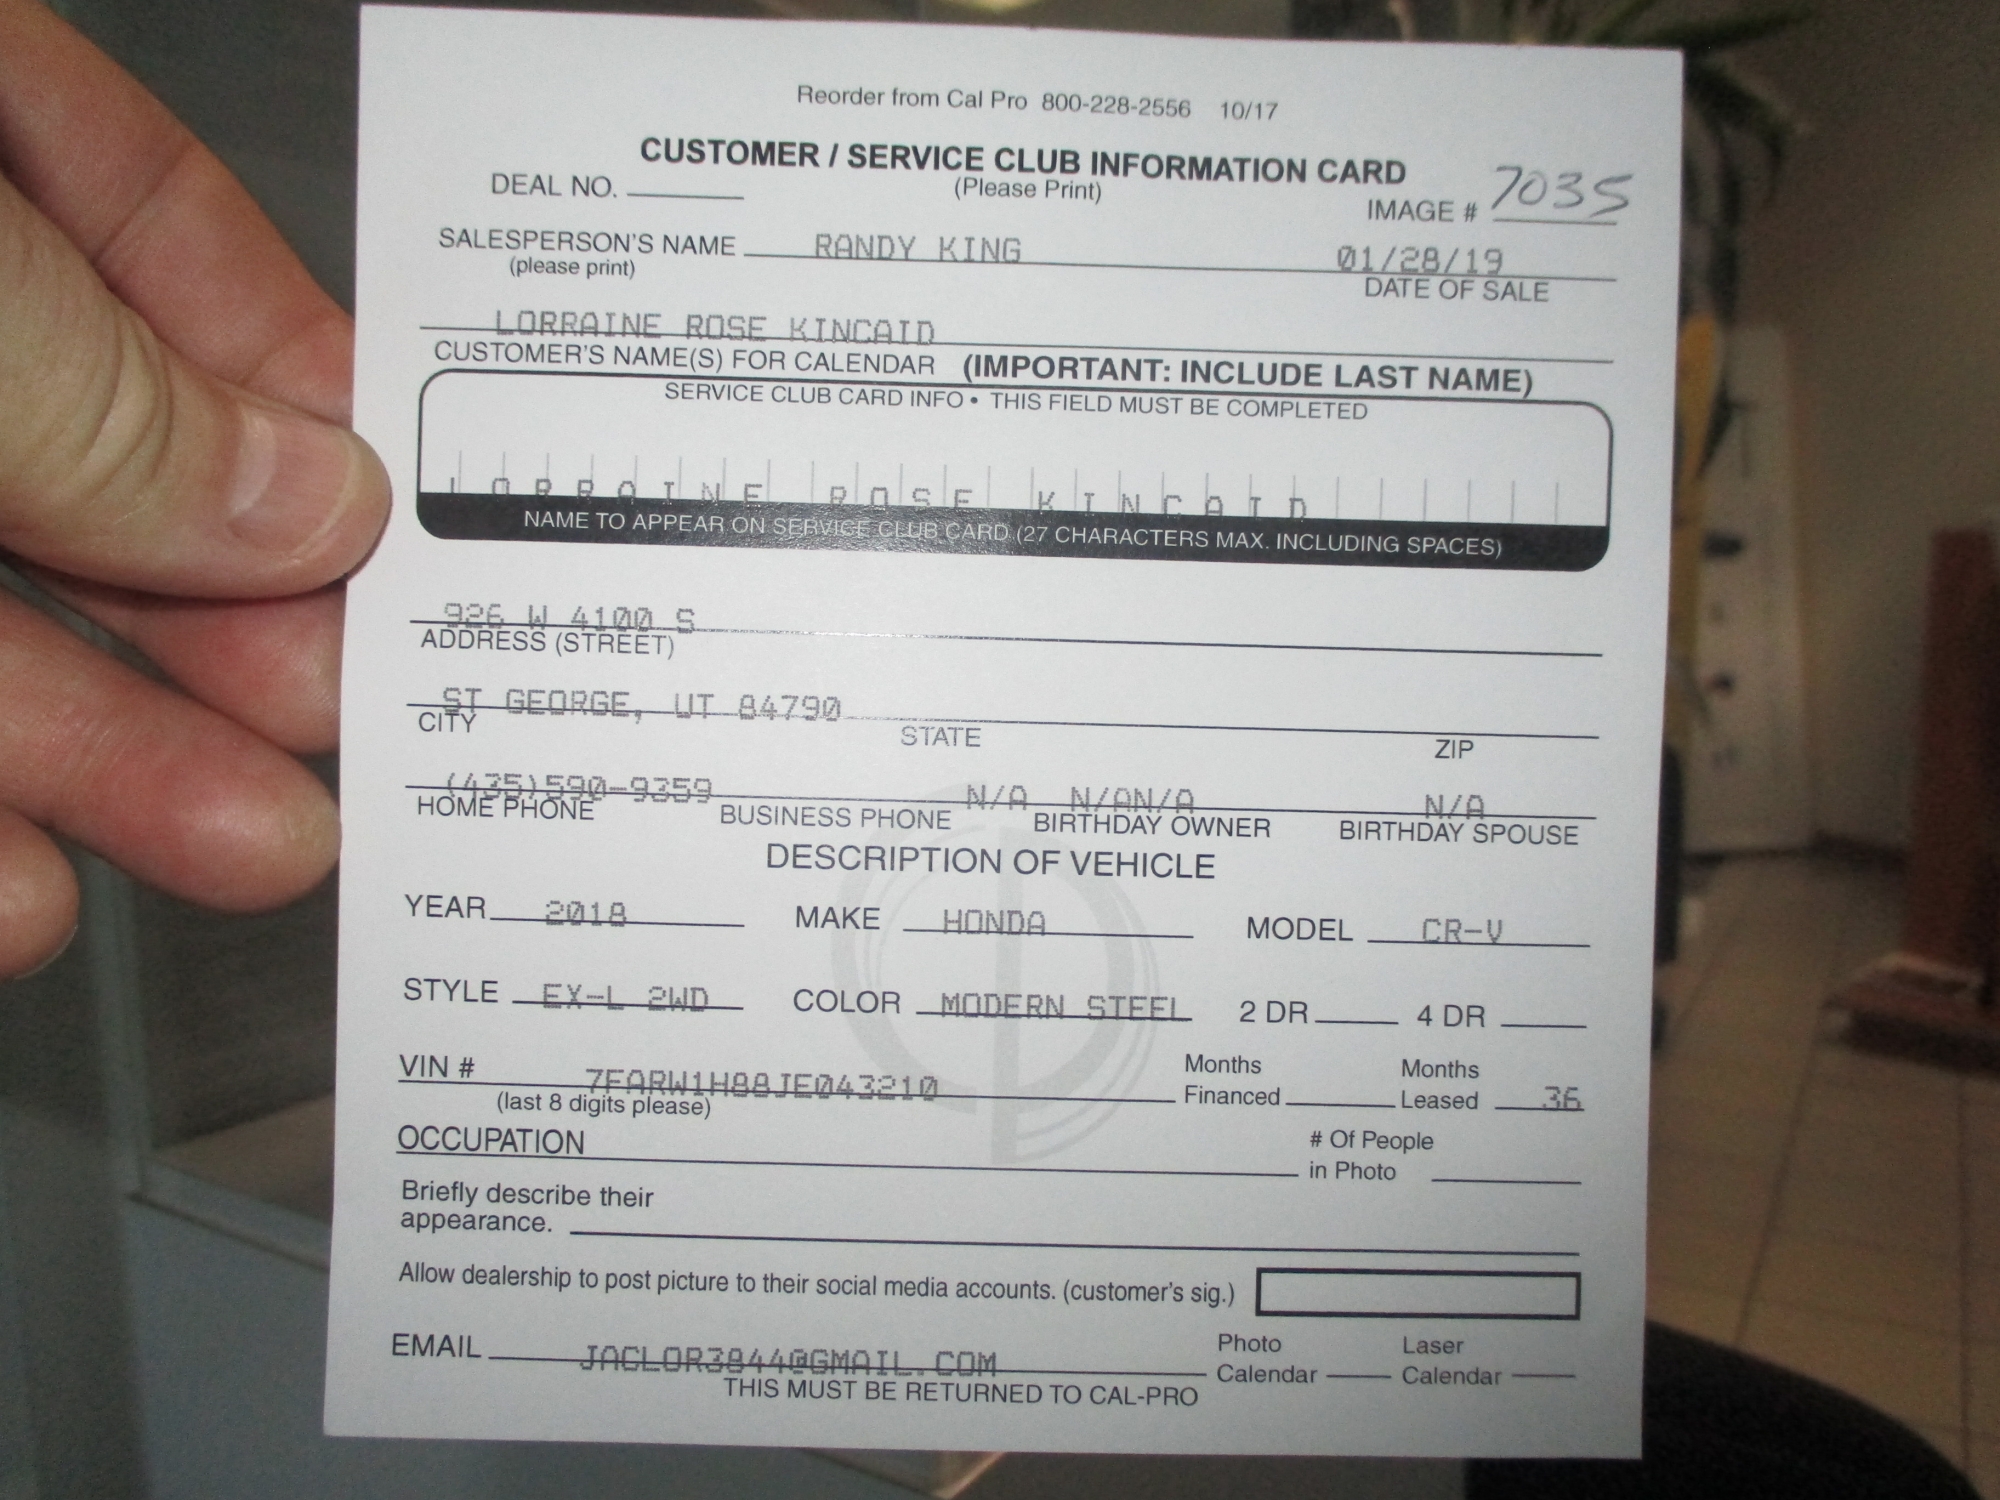 Reorder from Cal Pro 800-228-2556 10/17
CUSTOMER / SERVICE CLUB INFORMATION CARD
DEAL NO. (Please Print) IMAGE # 7035
SALESPERSON'S NAME RANDY KING 01/28/19
(please print) DATE OF SALE
LORRAINE ROSE KINCAID
CUSTOMER'S NAME(S) FOR CALENDAR (IMPORTANT: INCLUDE LAST NAME)
SERVICE CLUB CARD INFO • THIS FIELD MUST BE COMPLETED
LORRAINE ROSE KINCAID
NAME TO APPEAR ON SERVICE CLUB CARD (27 CHARACTERS MAX. INCLUDING SPACES)
926 W 4100 S
ADDRESS (STREET)
ST GEORGE, UT 84790
CITY STATE ZIP
(435)590-9359 N/A N/AN/A N/A
HOME PHONE BUSINESS PHONE BIRTHDAY OWNER BIRTHDAY SPOUSE
DESCRIPTION OF VEHICLE
YEAR 2018 MAKE HONDA MODEL CR-V
STYLE EX-L 2WD COLOR MODERN STEEL 2 DR 4 DR
VIN # 7FARW1H88JE043210 Months Financed Months Leased 36
(last 8 digits please)
OCCUPATION # Of People in Photo
Briefly describe their
appearance.
Allow dealership to post picture to their social media accounts. (customer's sig.)
EMAIL JACLOR3844@GMAIL.COM Photo Calendar Laser Calendar
THIS MUST BE RETURNED TO CAL-PRO